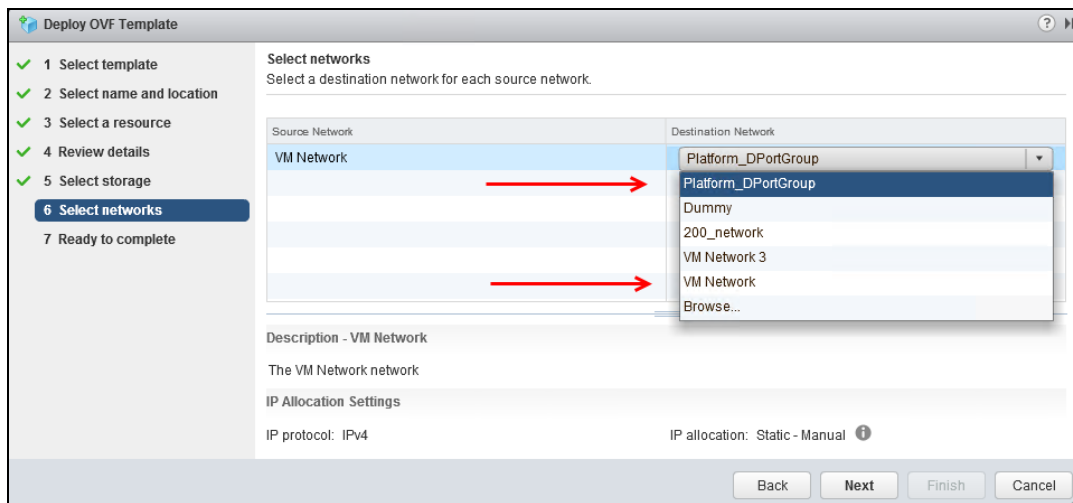 Deploy OVF Template
?
1 Select template
2 Select name and location
3 Select a resource
4 Review details
5 Select storage
6 Select networks
7 Ready to complete
Select networks
Select a destination network for each source network.
Source Network Destination Network
VM Network Platform_DPortGroup
Platform_DPortGroup
Dummy
200_network
VM Network 3
VM Network
Browse...
Description - VM Network
The VM Network network
IP Allocation Settings
IP protocol: IPv4 IP allocation: Static - Manual
Back Next Finish Cancel